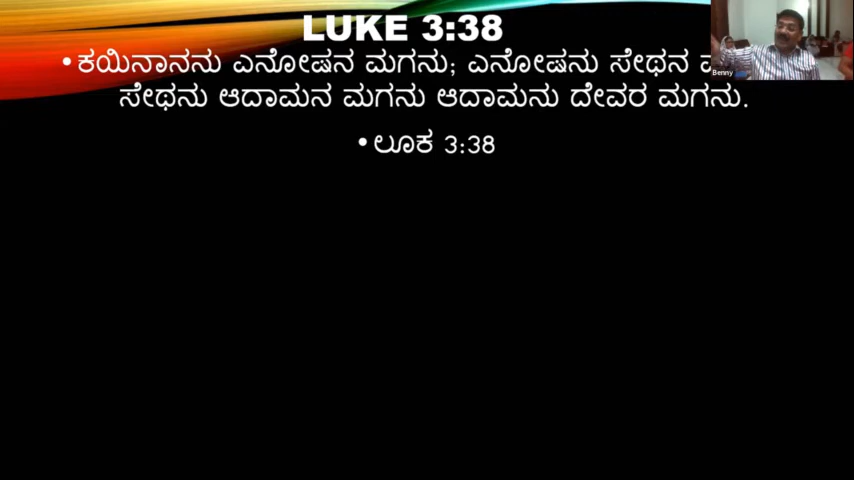 LUKE 3:38
• ಕಯಿನಾನನು ಎನೋಷನ ಮಗನು; ಎನೋಷನು ಸೇಥನ
ಸೇಥನು ಆದಾಮನ ಮಗನು ಆದಾಮನು ದೇವರ ಮಗನು.
• ಲೂಕ 3:38
Benny